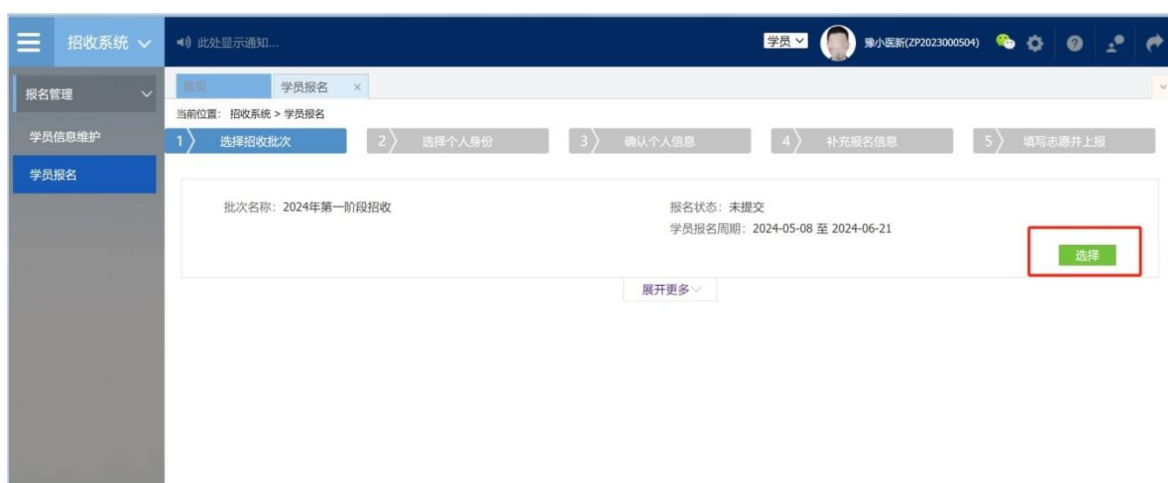 招收系统
此处显示通知...
学员
豫小医新(ZP2023000504)
报名管理
学员信息维护
学员报名
首页
学员报名 ×
当前位置: 招收系统 > 学员报名
1 选择招收批次
2 选择个人身份
3 确认个人信息
4 补充报名信息
5 填写志愿并上报
批次名称: 2024年第一阶段招收
报名状态: 未提交
学员报名周期: 2024-05-08 至 2024-06-21
选择
展开更多